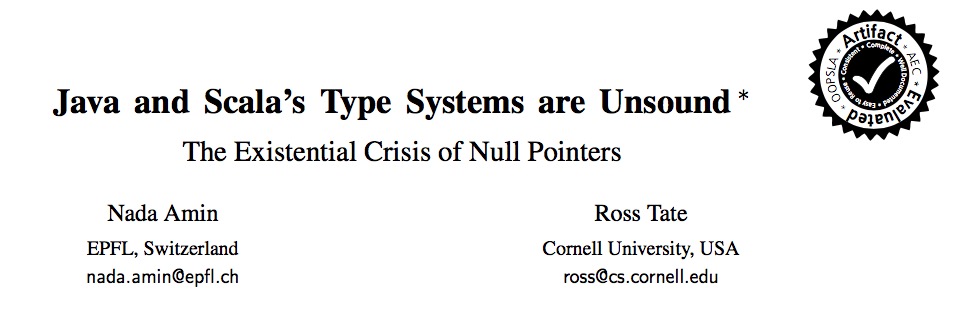 Java and Scala's Type Systems are Unsound *
The Existential Crisis of Null Pointers
Nada Amin
EPFL, Switzerland
nada.amin@epfl.ch
Ross Tate
Cornell University, USA
ross@cs.cornell.edu
* OOPSLA * Artifact * AEC *
Evaluated
Consistent * Complete * Well Documented * Easy to Reuse *